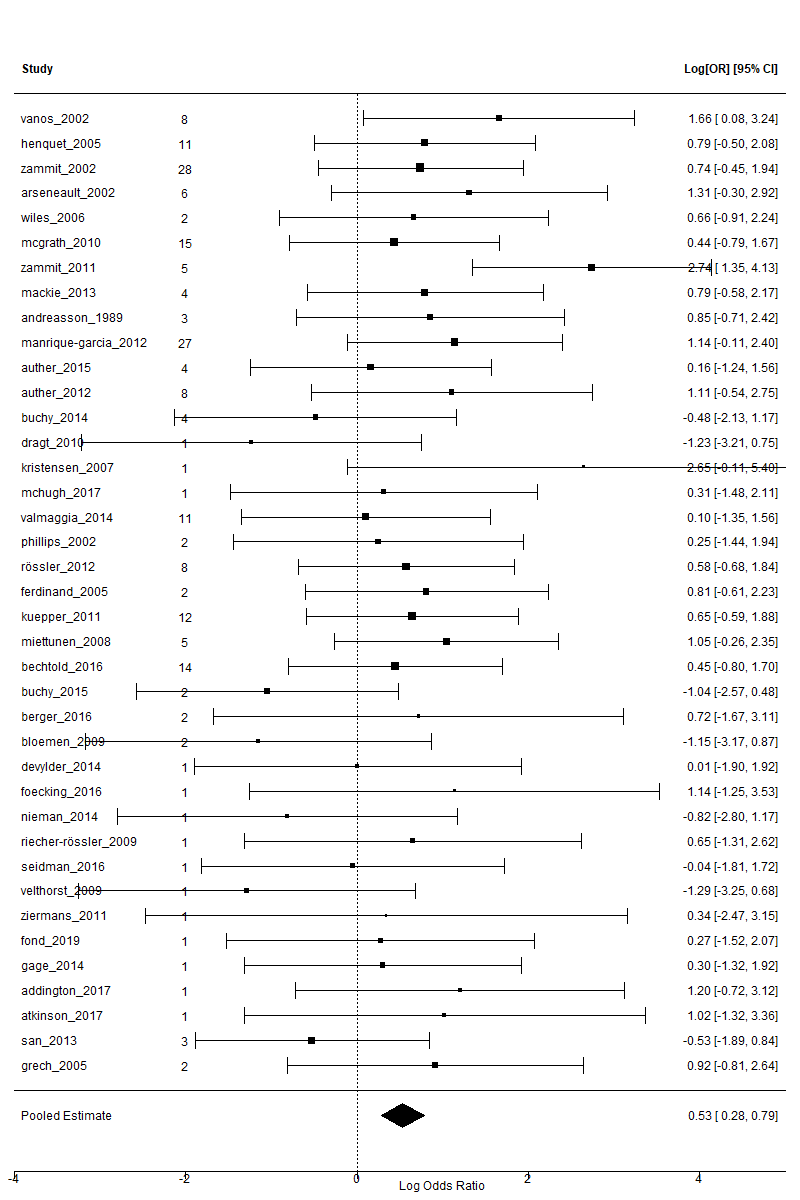 Study Log[OR] [95% CI]
vanos_2002 8 1.66 [ 0.08, 3.24]
henquet_2005 11 0.79 [-0.50, 2.08]
zammit_2002 28 0.74 [-0.45, 1.94]
arseneault_2002 6 1.31 [-0.30, 2.92]
wiles_2006 2 0.66 [-0.91, 2.24]
mcgrath_2010 15 0.44 [-0.79, 1.67]
zammit_2011 5 2.74 [ 1.35, 4.13]
mackie_2013 4 0.79 [-0.58, 2.17]
andreasson_1989 3 0.85 [-0.71, 2.42]
manrique-garcia_2012 27 1.14 [-0.11, 2.40]
auther_2015 4 0.16 [-1.24, 1.56]
auther_2012 8 1.11 [-0.54, 2.75]
buchy_2014 4 -0.48 [-2.13, 1.17]
dragt_2010 1 -1.23 [-3.21, 0.75]
kristensen_2007 1 2.65 [-0.11, 5.40]
mchugh_2017 1 0.31 [-1.48, 2.11]
valmaggia_2014 11 0.10 [-1.35, 1.56]
phillips_2002 2 0.25 [-1.44, 1.94]
rössler_2012 8 0.58 [-0.68, 1.84]
ferdinand_2005 2 0.81 [-0.61, 2.23]
kuepper_2011 12 0.65 [-0.59, 1.88]
miettunen_2008 5 1.05 [-0.26, 2.35]
bechtold_2016 14 0.45 [-0.80, 1.70]
buchy_2015 2 -1.04 [-2.57, 0.48]
berger_2016 2 0.72 [-1.67, 3.11]
bloemen_2009 2 -1.15 [-3.17, 0.87]
devylder_2014 1 0.01 [-1.90, 1.92]
foecking_2016 1 1.14 [-1.25, 3.53]
nieman_2014 1 -0.82 [-2.80, 1.17]
riecher-rössler_2009 1 0.65 [-1.31, 2.62]
seidman_2016 1 -0.04 [-1.81, 1.72]
velthorst_2009 1 -1.29 [-3.25, 0.68]
ziermans_2011 1 0.34 [-2.47, 3.15]
fond_2019 1 0.27 [-1.52, 2.07]
gage_2014 1 0.30 [-1.32, 1.92]
addington_2017 1 1.20 [-0.72, 3.12]
atkinson_2017 1 1.02 [-1.32, 3.36]
san_2013 3 -0.53 [-1.89, 0.84]
grech_2005 2 0.92 [-0.81, 2.64]
Pooled Estimate 0.53 [ 0.28, 0.79]
-4 -2 0 2 4
Log Odds Ratio